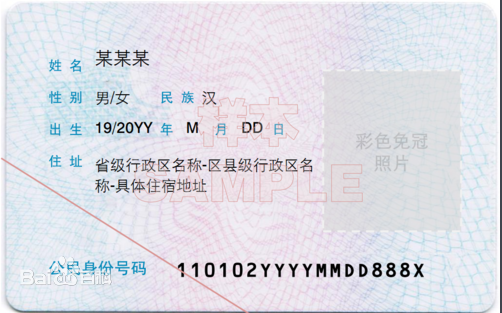 姓名 某某某
性别 男/女 民族 汉
出生 19/20YY 年 M 月 DD 日
住址 省级行政区名称-区县级行政区名
称-具体住宿地址
样本
SAMPLE
彩色免冠
照片
公民身份号码 110102YYYYMMDD888X
Baidu百科